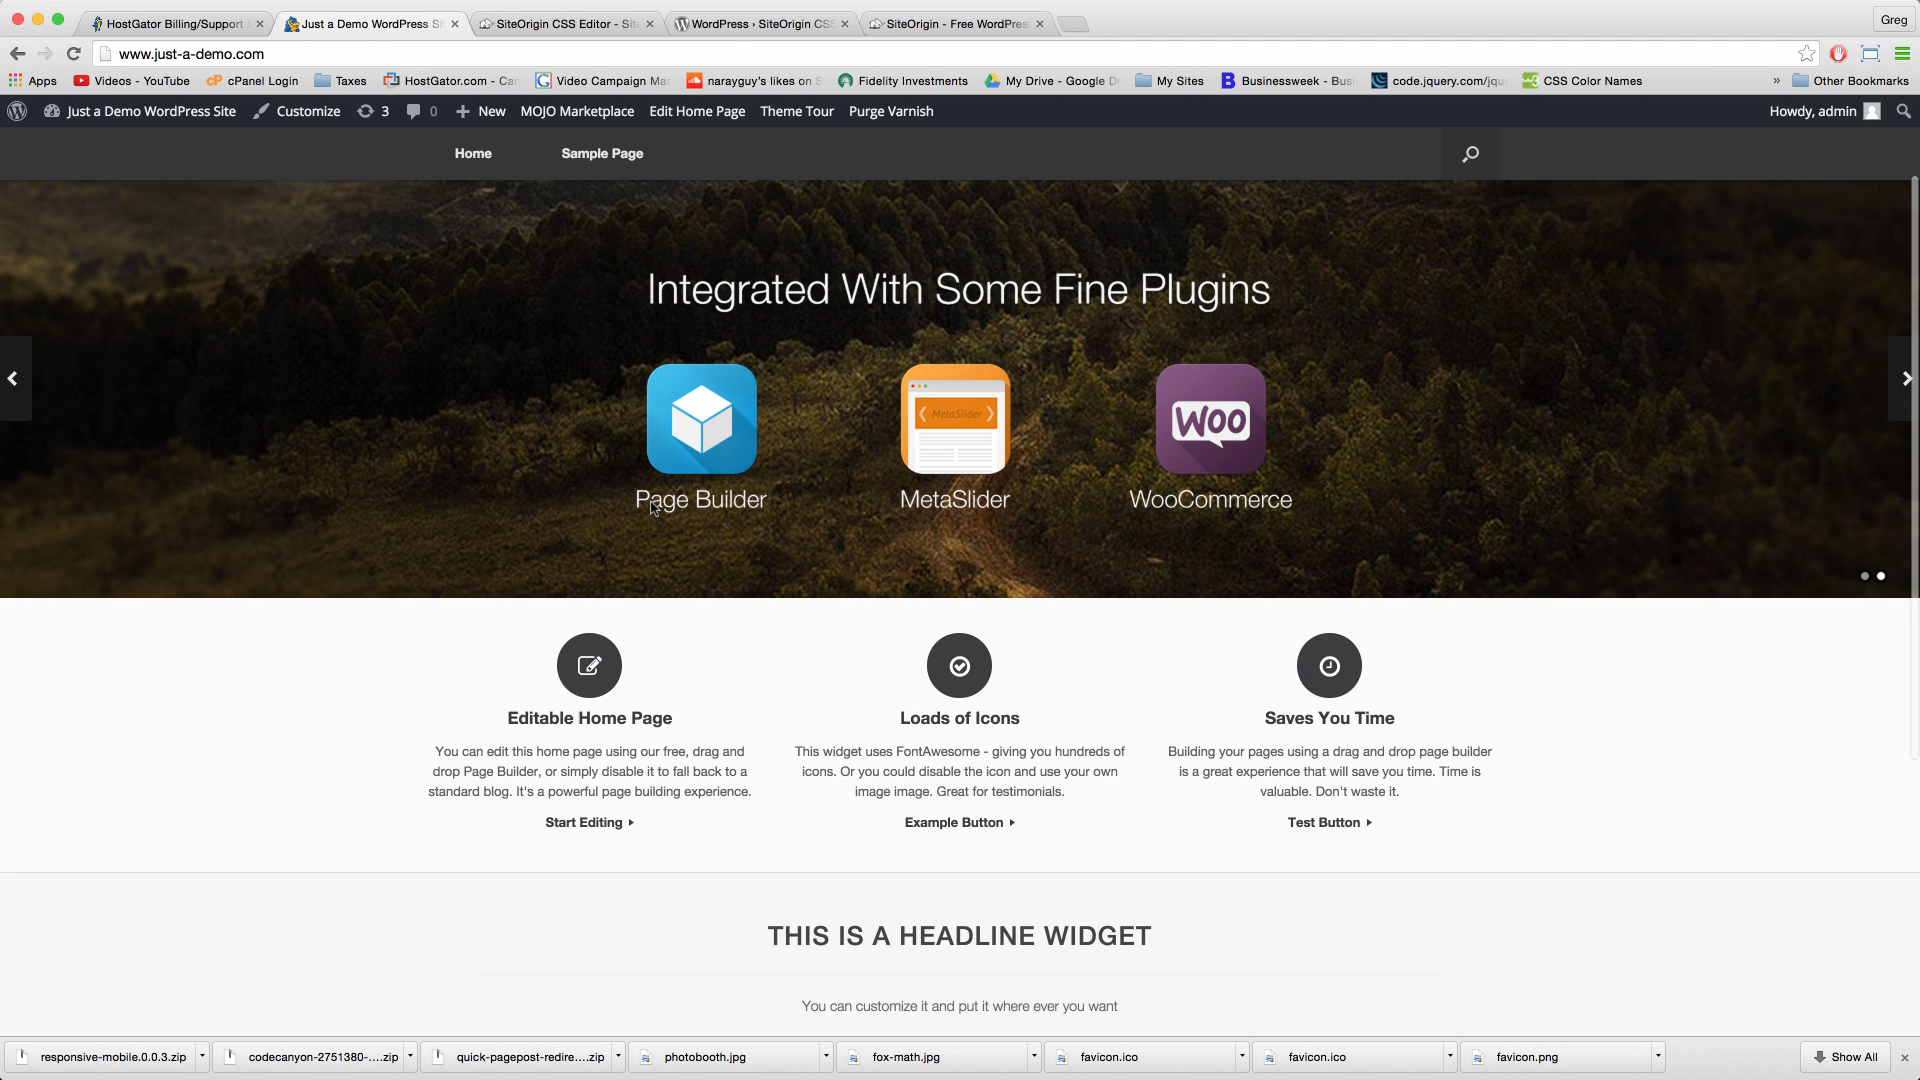 HostGator Billing/Support
Just a Demo WordPress Si
SiteOrigin CSS Editor - Site
WordPress › SiteOrigin CSS
SiteOrigin - Free WordPress
Greg
www.just-a-demo.com
Apps
Videos - YouTube
cPanel Login
Taxes
HostGator.com - Car
Video Campaign Mar
narayguy's likes on S
Fidelity Investments
My Drive - Google D
My Sites
Businessweek - Bus
code.jquery.com/jqu
CSS Color Names
»
Other Bookmarks
Just a Demo WordPress Site
Customize
3
0
New
MOJO Marketplace
Edit Home Page
Theme Tour
Purge Varnish
Howdy, admin
Home
Sample Page
Integrated With Some Fine Plugins
MetaSlider
WOO
Page Builder
MetaSlider
WooCommerce
Editable Home Page
You can edit this home page using our free, drag and
drop Page Builder, or simply disable it to fall back to a
standard blog. It's a powerful page building experience.
Start Editing
Loads of Icons
This widget uses FontAwesome - giving you hundreds of
icons. Or you could disable the icon and use your own
image image. Great for testimonials.
Example Button
Saves You Time
Building your pages using a drag and drop page builder
is a great experience that will save you time. Time is
valuable. Don't waste it.
Test Button
THIS IS A HEADLINE WIDGET
You can customize it and put it where ever you want
responsive-mobile.0.0.3.zip
codecanyon-2751380-....zip
quick-pagepost-redire....zip
photobooth.jpg
fox-math.jpg
favicon.ico
favicon.ico
favicon.png
Show All